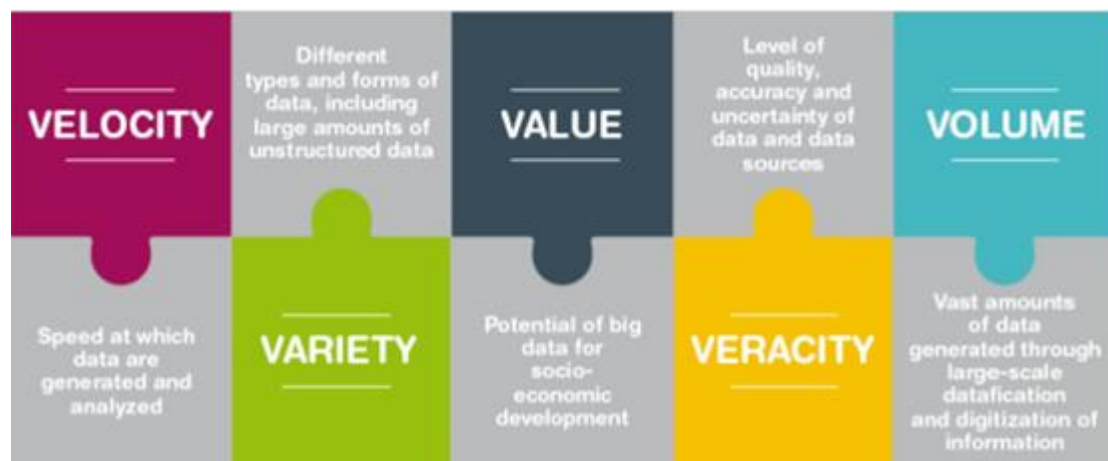 VELOCITY
Speed at which
data are
generated and
analyzed
Different
types and forms of
data, including
large amounts of
unstructured data
VARIETY
VALUE
Potential of big
data for
socio-
economic
development
Level of
quality,
accuracy and
uncertainty of
data and data
sources
VERACITY
VOLUME
Vast amounts
of data
generated through
large-scale
datafication
and digitization of
information